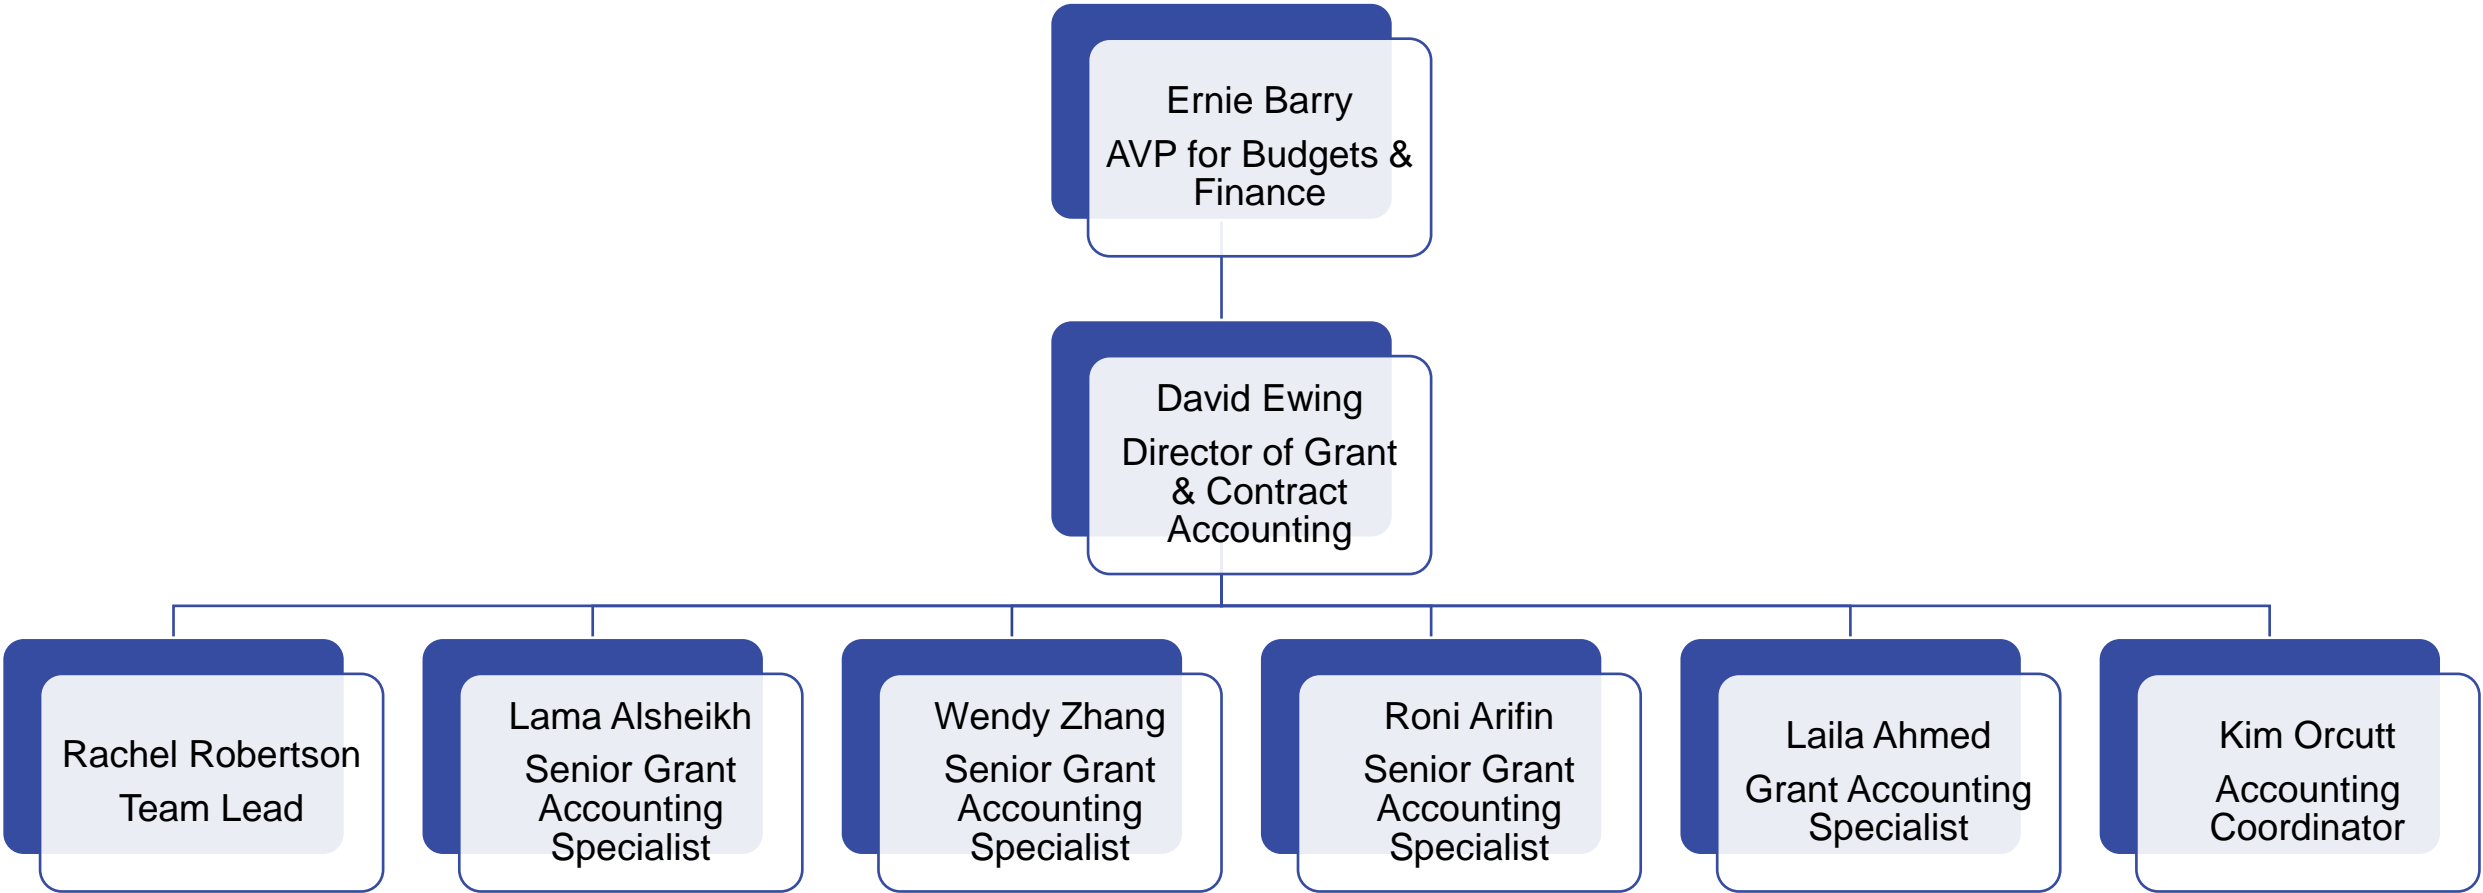 Ernie Barry
AVP for Budgets &
Finance
David Ewing
Director of Grant
& Contract
Accounting
Rachel Robertson
Team Lead
Lama Alsheikh
Senior Grant
Accounting
Specialist
Wendy Zhang
Senior Grant
Accounting
Specialist
Roni Arifin
Senior Grant
Accounting
Specialist
Laila Ahmed
Grant Accounting
Specialist
Kim Orcutt
Accounting
Coordinator